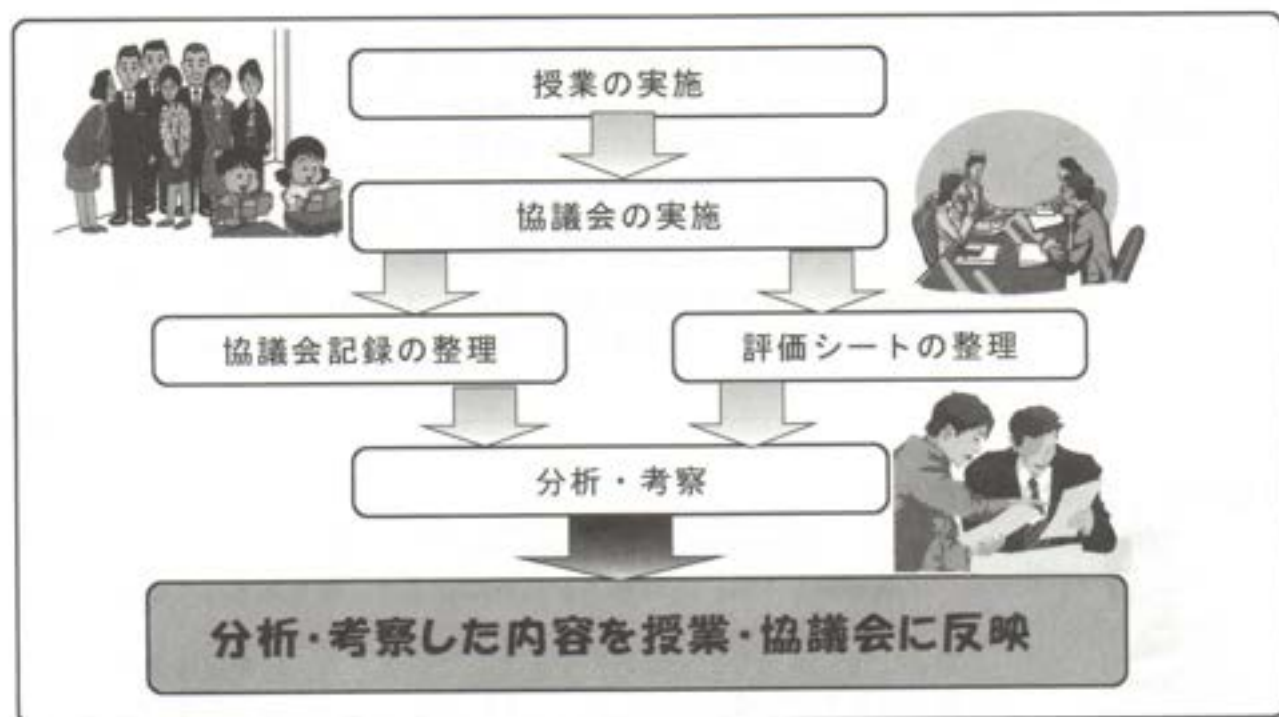 授業の実施
協議会の実施
協議会記録の整理
評価シートの整理
分析・考察
分析・考察した内容を授業・協議会に反映